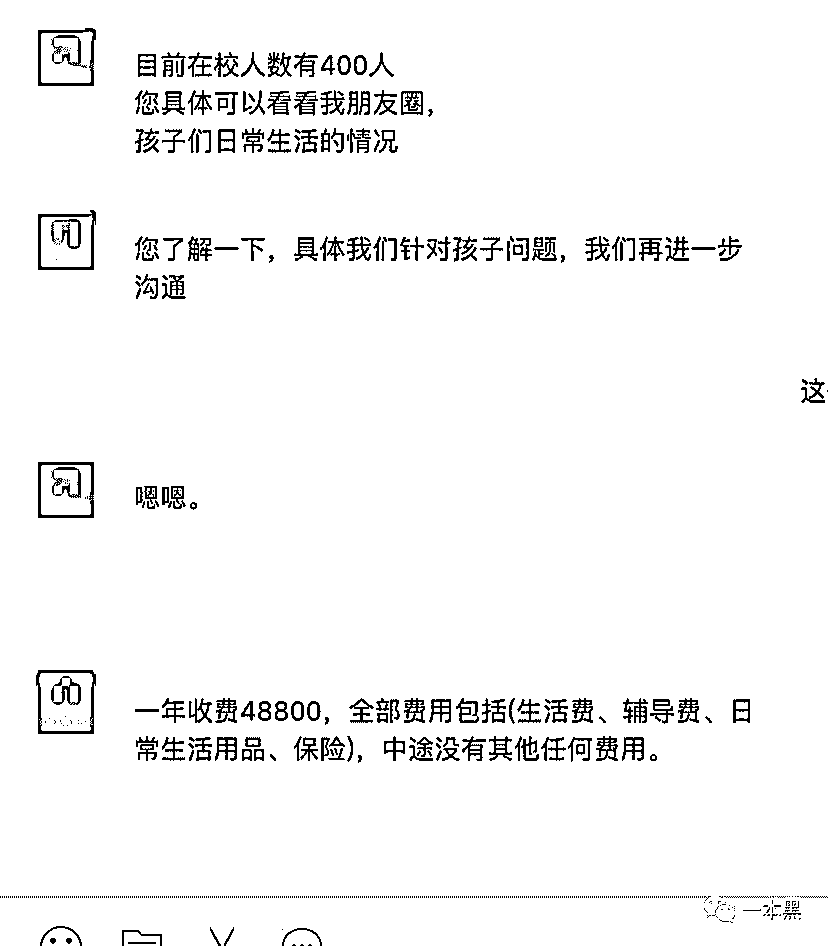 目前在校人数有400人
您具体可以看看我朋友圈,
孩子们日常生活的情况
您了解一下，具体我们针对孩子问题，我们再进一步
沟通
这
嗯嗯。
一年收费48800，全部费用包括(生活费、辅导费、日
常生活用品、保险)，中途没有其他任何费用。
一本黑